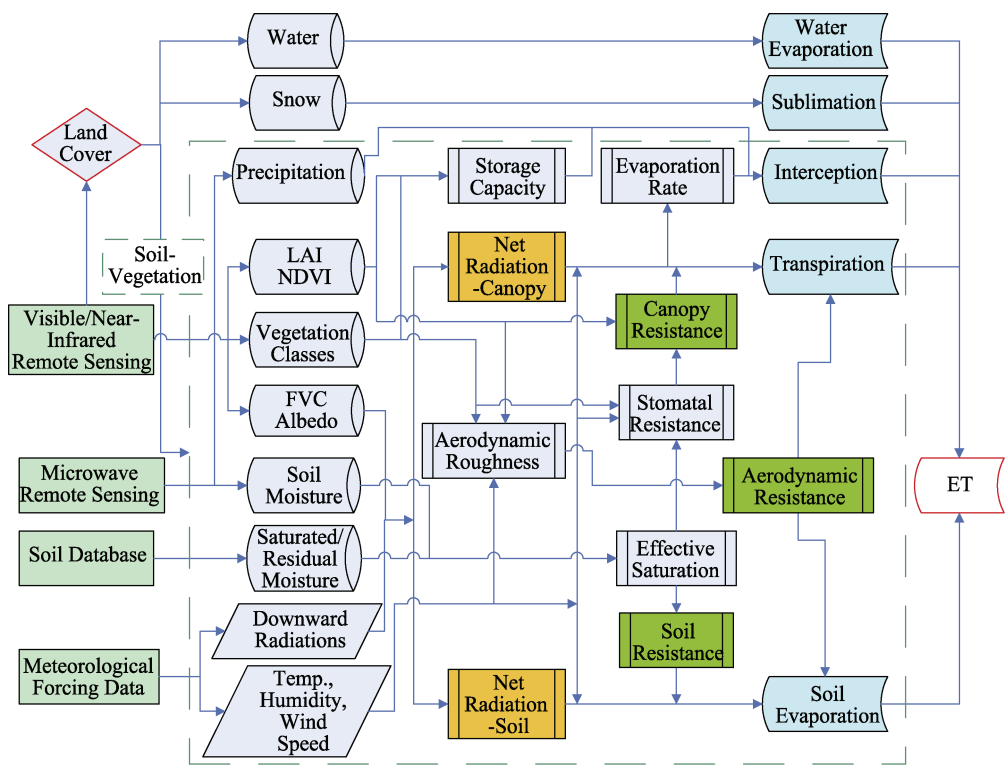 Water
Water
Evaporation
Snow
Sublimation
Land
Cover
Precipitation
Storage
Capacity
Evaporation
Rate
Interception
Soil-
Vegetation
LAI
NDVI
Net
Radiation
-Canopy
Transpiration
Visible/Near-
Infrared
Remote Sensing
Vegetation
Classes
Canopy
Resistance
FVC
Albedo
Stomatal
Resistance
Aerodynamic
Roughness
Microwave
Remote Sensing
Soil
Moisture
Aerodynamic
Resistance
ET
Soil Database
Saturated/
Residual
Moisture
Effective
Saturation
Downward
Radiations
Soil
Resistance
Meteorological
Forcing Data
Temp.,
Humidity,
Wind
Speed
Net
Radiation
-Soil
Soil
Evaporation